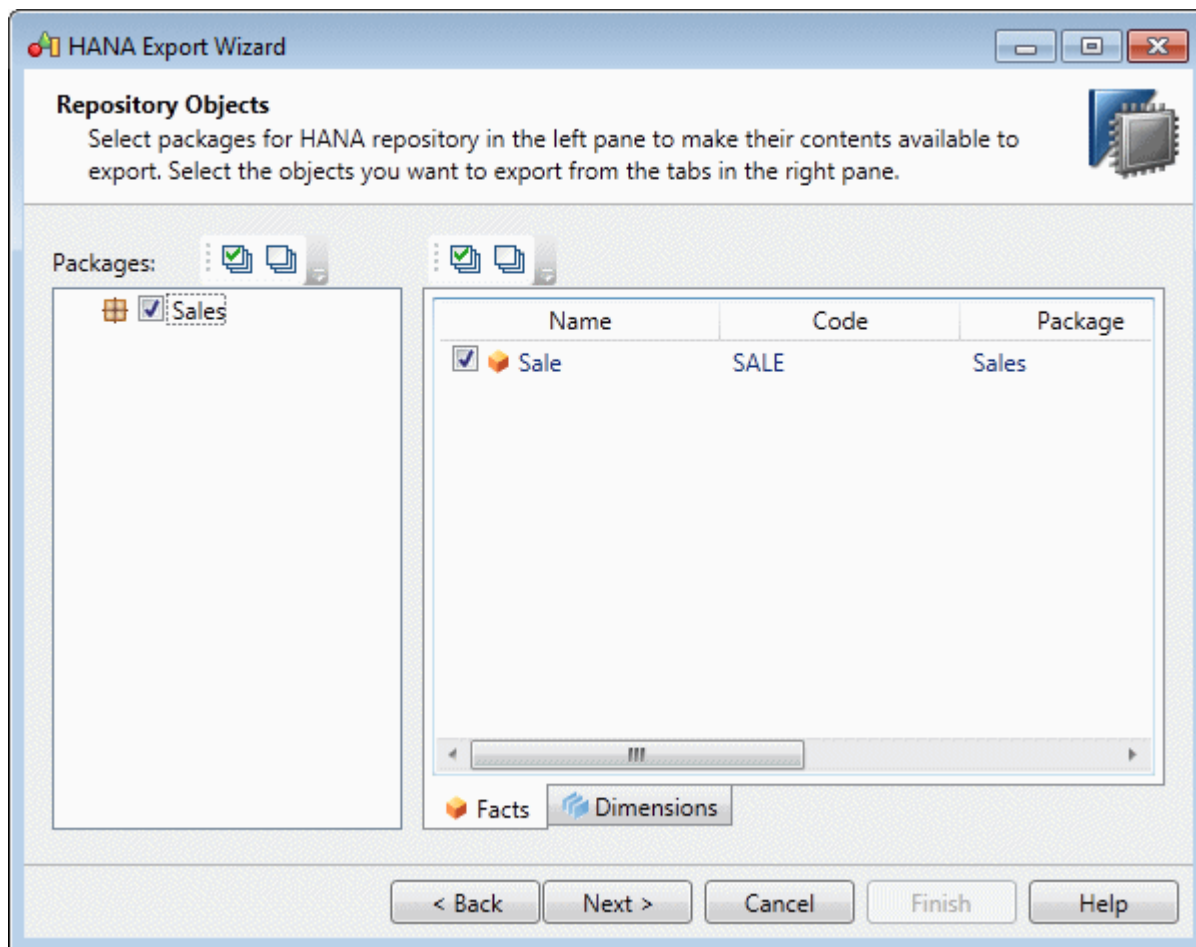 HANA Export Wizard
Repository Objects
Select packages for HANA repository in the left pane to make their contents available to
export. Select the objects you want to export from the tabs in the right pane.
Packages:
Sales
Name Code Package
Sale SALE Sales
Facts Dimensions
< Back Next > Cancel Finish Help